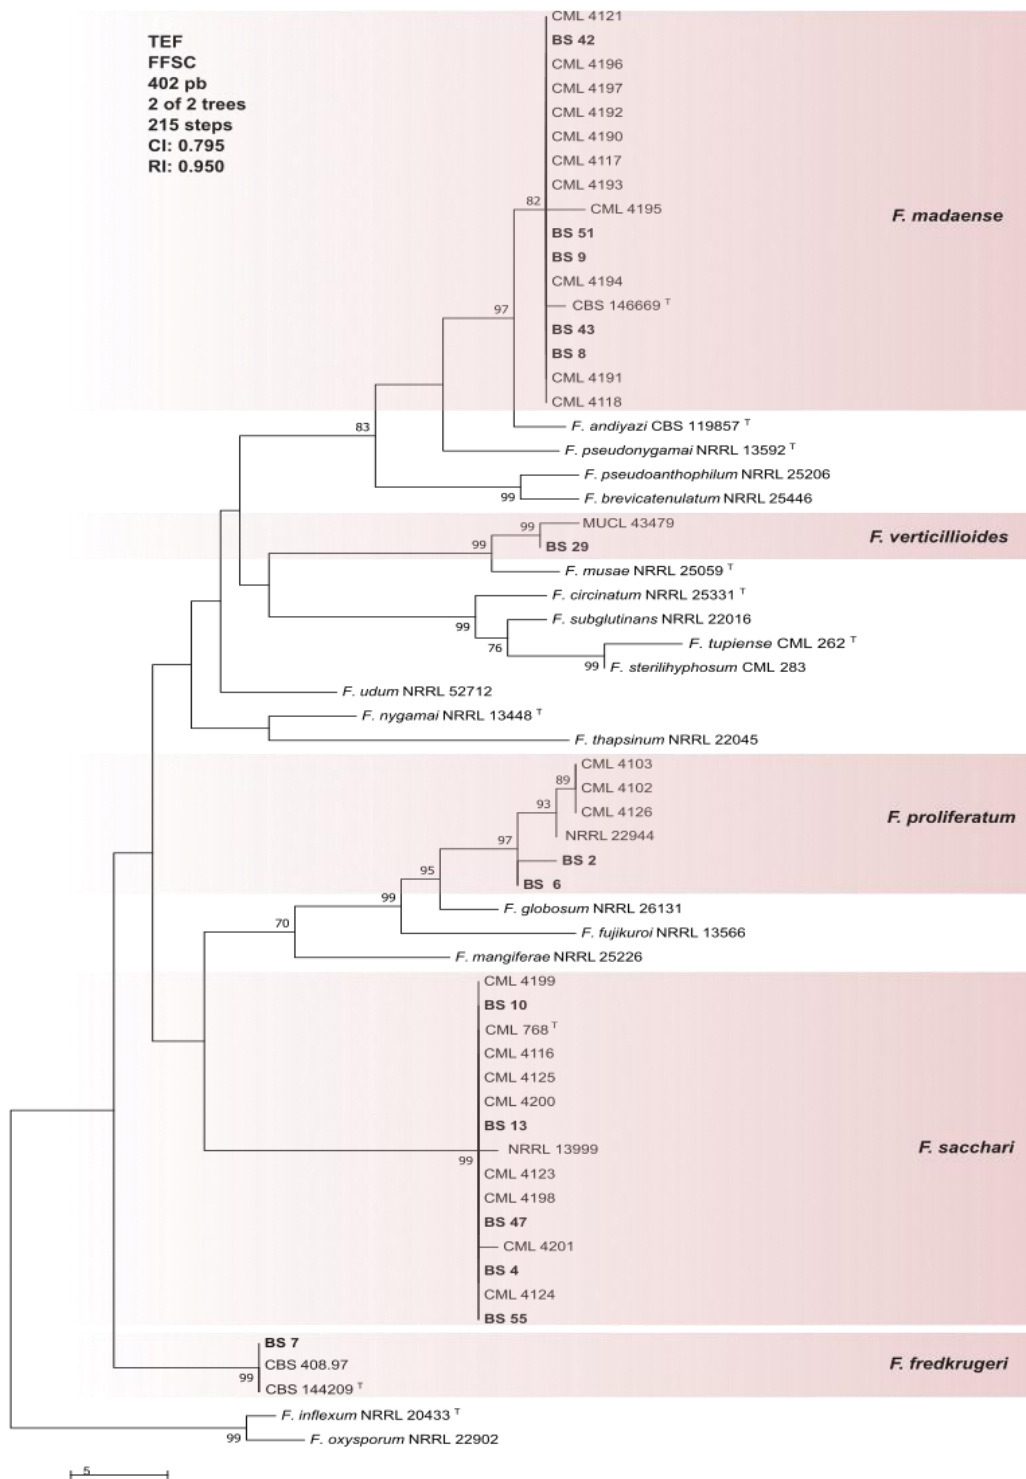 CML 4121
TEF
FFSC
402 pb
2 of 2 trees
215 steps
CI: 0.795
RI: 0.950
BS 42
CML 4196
CML 4197
CML 4192
CML 4190
CML 4117
CML 4193
82
CML 4195
F. madaense
BS 51
BS 9
CML 4194
97
CBS 146669 T
BS 43
BS 8
CML 4191
CML 4118
83
F. andiyazi CBS 119857 T
F. pseudonygamai NRRL 13592 T
F. pseudoanthophilum NRRL 25206
99
F. brevicatenulatum NRRL 25446
99
MUCL 43479
F. verticillioides
99
BS 29
F. musae NRRL 25059 T
F. circinatum NRRL 25331 T
99
F. subglutinans NRRL 22016
76
F. tupiense CML 262 T
99
F. sterilihyphosum CML 283
F. udum NRRL 52712
F. nygamai NRRL 13448 T
F. thapsinum NRRL 22045
CML 4103
89
CML 4102
93
CML 4126
F. proliferatum
97
NRRL 22944
95
BS 2
BS 6
99
F. globosum NRRL 26131
70
F. fujikuroi NRRL 13566
F. mangiferae NRRL 25226
CML 4199
BS 10
CML 768 T
CML 4116
CML 4125
CML 4200
BS 13
NRRL 13999
F. sacchari
99
CML 4123
CML 4198
BS 47
CML 4201
BS 4
CML 4124
BS 55
BS 7
CBS 408.97
F. fredkrugeri
99
CBS 144209 T
F. inflexum NRRL 20433 T
99
F. oxysporum NRRL 22902
5